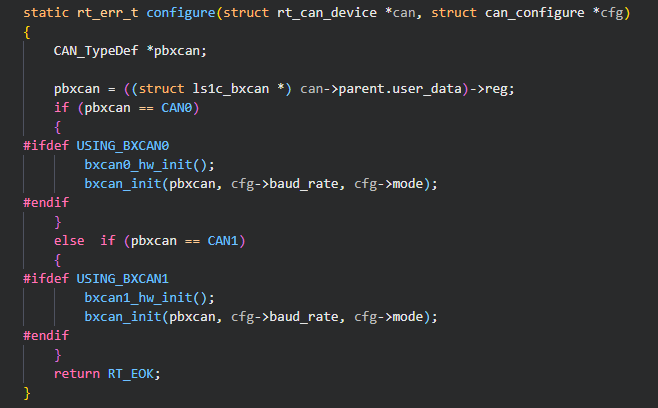 static rt_err_t configure(struct rt_can_device *can, struct can_configure *cfg)
{
    CAN_TypeDef *pbxcan;

    pbxcan = ((struct ls1c_bxcan *) can->parent.user_data)->reg;
    if (pbxcan == CAN0)
    {
#ifdef USING_BXCAN0
        bxcan0_hw_init();
        bxcan_init(pbxcan, cfg->baud_rate, cfg->mode);
#endif
    }
    else  if (pbxcan == CAN1)
    {
#ifdef USING_BXCAN1
        bxcan1_hw_init();
        bxcan_init(pbxcan, cfg->baud_rate, cfg->mode);
#endif
    }
    return RT_EOK;
}